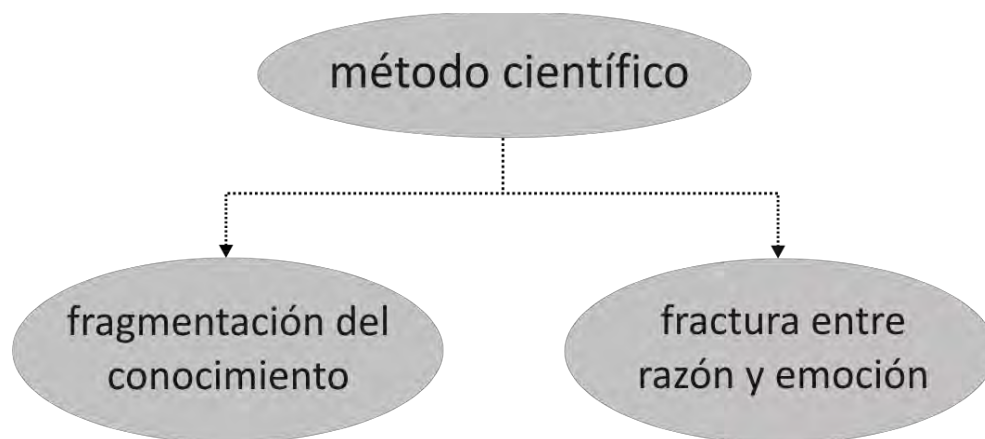 método científico
fragmentación del
conocimiento
fractura entre
razón y emoción